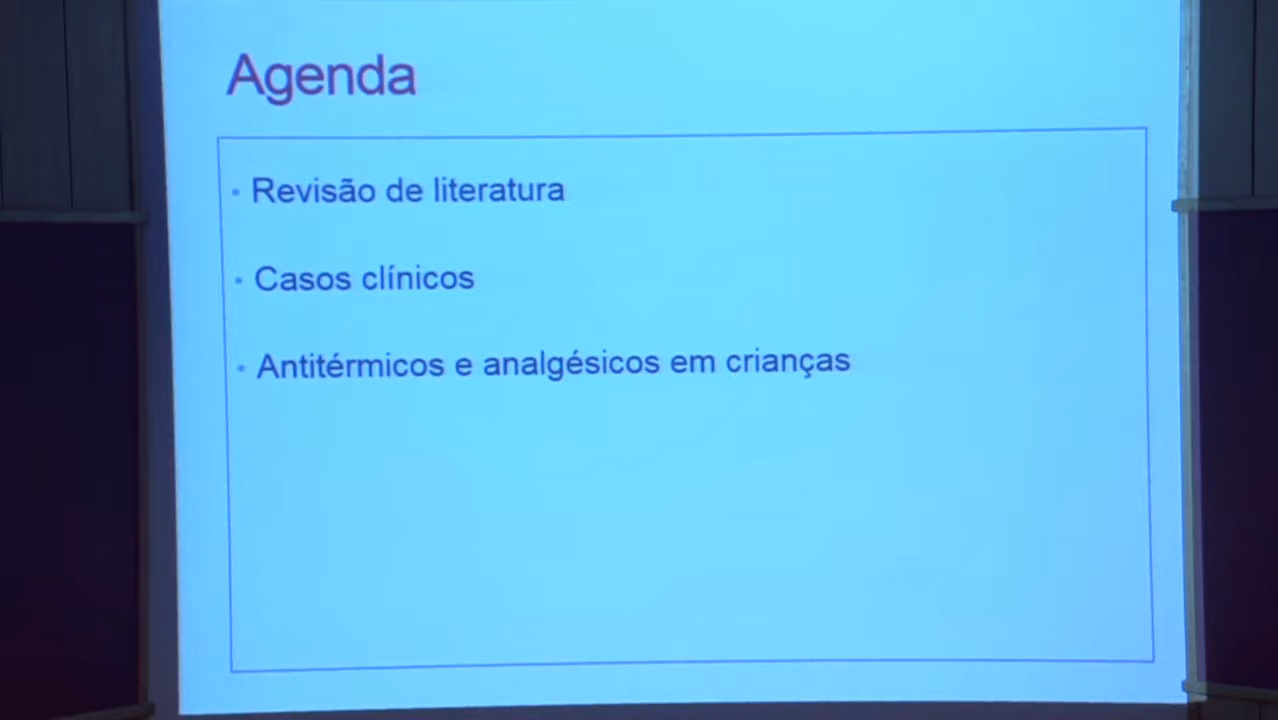 Agenda
• Revisão de literatura
• Casos clínicos
• Antitérmicos e analgésicos em crianças